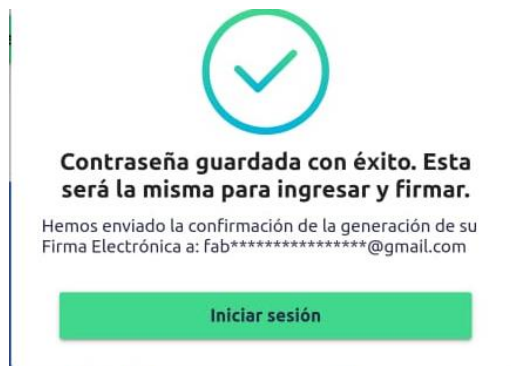 Contraseña guardada con éxito. Esta
será la misma para ingresar y firmar.
Hemos enviado la confirmación de la generación de su
Firma Electrónica a: fab****************@gmail.com
Iniciar sesión